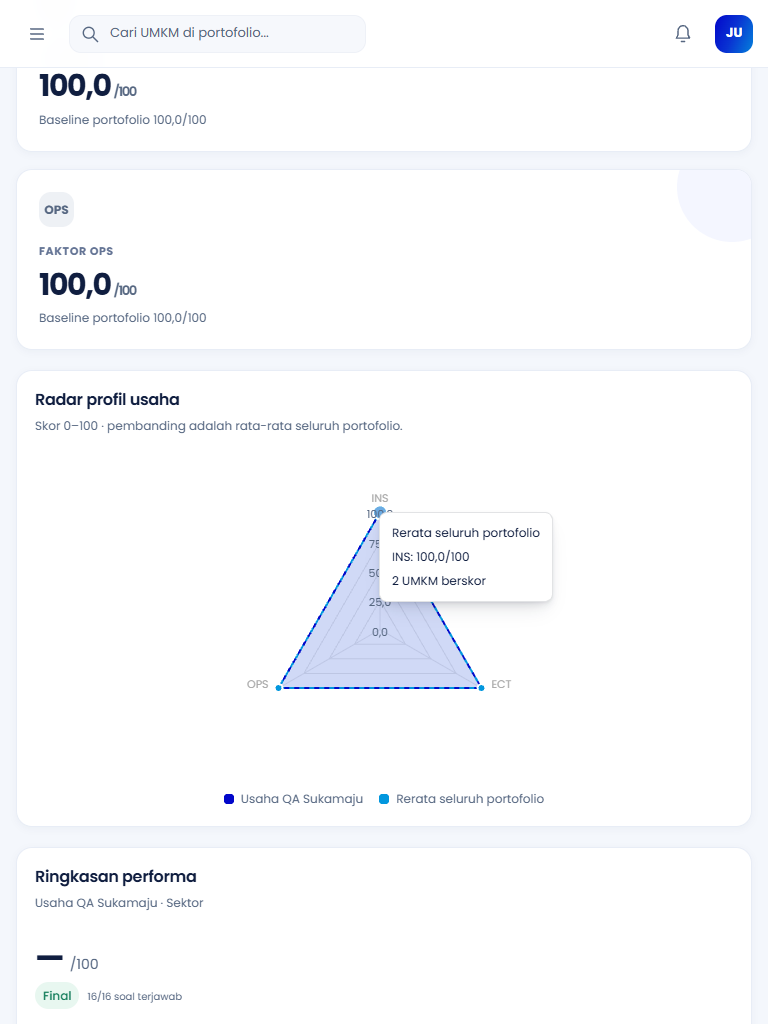 Cari UMKM di portofolio...
JU
100,0 /100
Baseline portofolio 100,0/100
OPS
FAKTOR OPS
100,0 /100
Baseline portofolio 100,0/100
Radar profil usaha
Skor 0–100 · pembanding adalah rata-rata seluruh portofolio.
INS
Rerata seluruh portofolio
INS: 100,0/100
2 UMKM berskor
25,0
0,0
OPS
ECT
Usaha QA Sukamaju
Rerata seluruh portofolio
Ringkasan performa
Usaha QA Sukamaju · Sektor
— /100
Final
16/16 soal terjawab